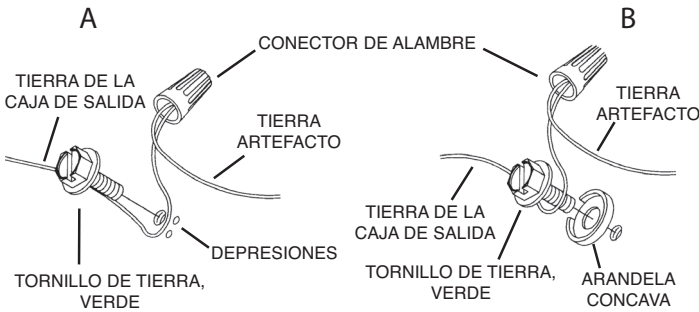 A
B
CONECTOR DE ALAMBRE
TIERRA DE LA
CAJA DE SALIDA
TIERRA
ARTEFACTO
TIERRA
ARTEFACTO
DEPRESIONES
TORNILLO DE TIERRA,
VERDE
TIERRA DE LA
CAJA DE SALIDA
TORNILLO DE TIERRA,
VERDE
ARANDELA
CONCAVA